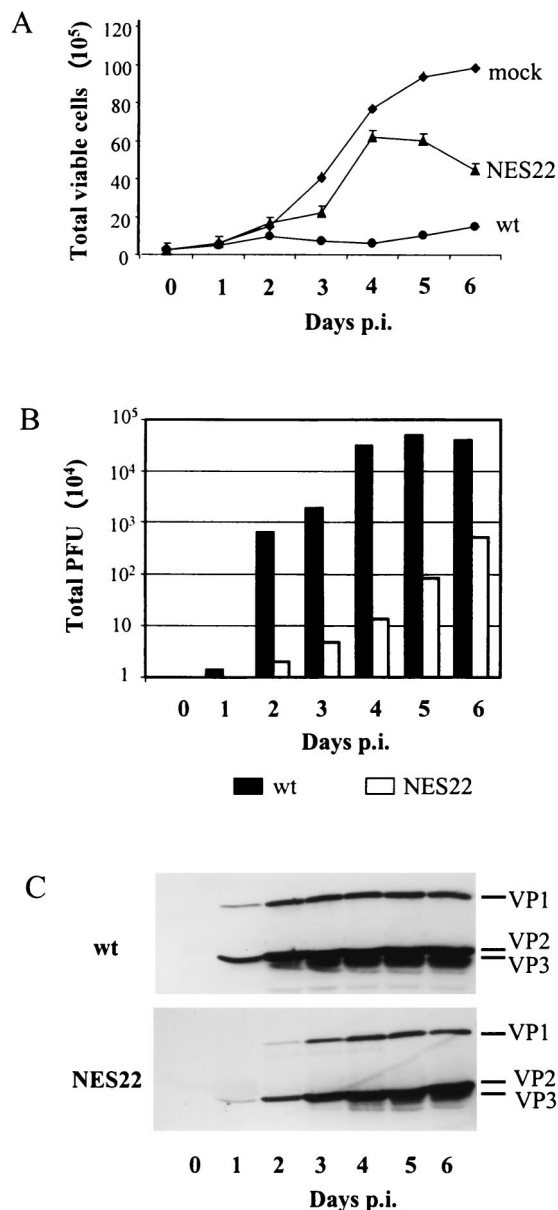 A
Total viable cells (10⁵)
120
100
80
60
40
20
0
mock
NES22
wt
0 1 2 3 4 5 6
Days p.i.
B
Total PFU (10⁴)
10⁵
10⁴
10³
10²
10
1
0 1 2 3 4 5 6
Days p.i.
wt NES22
C
wt
VP1
VP2
VP3
NES22
VP1
VP2
VP3
0 1 2 3 4 5 6
Days p.i.